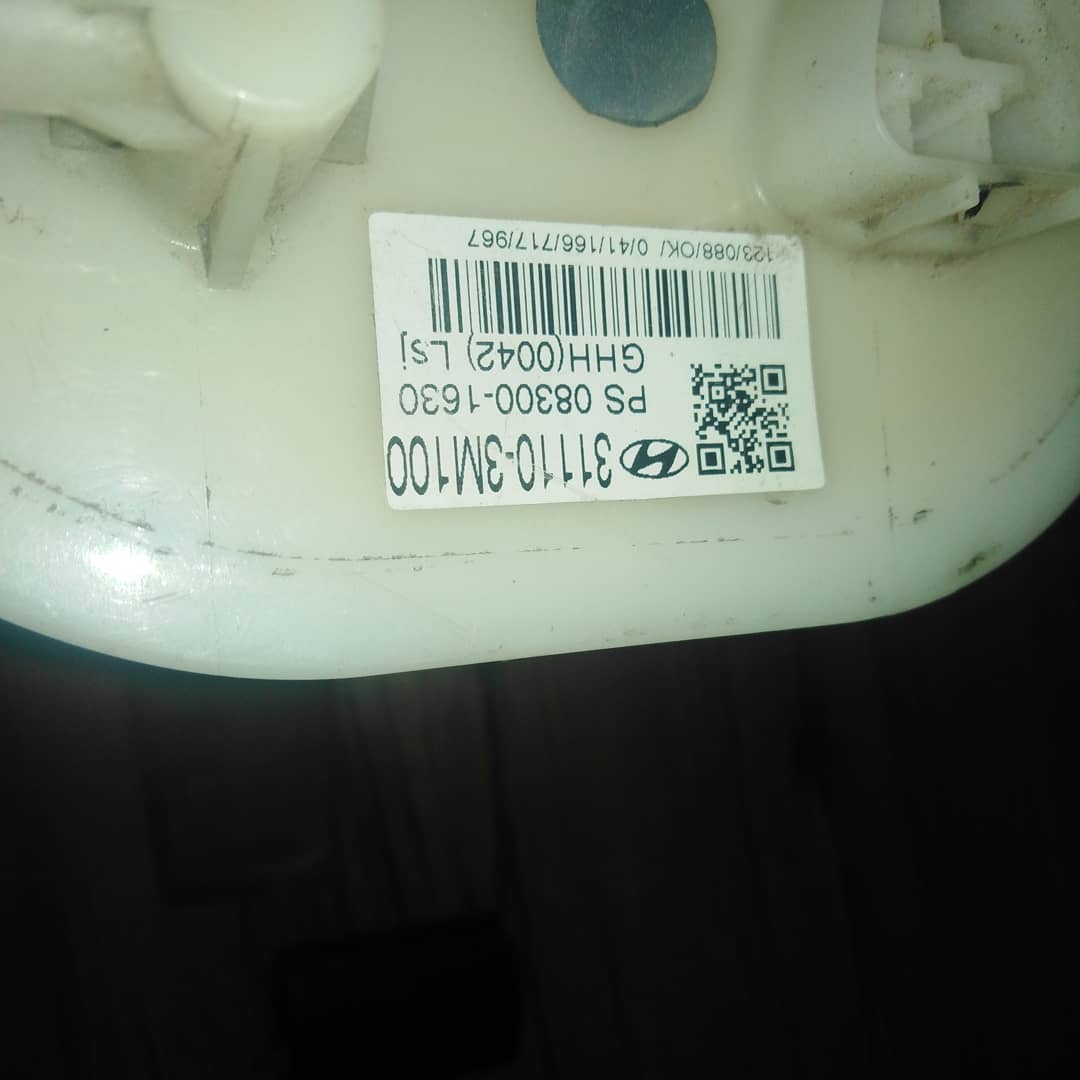 31110-3M100
PS 08300-1630
GHH(0042) Lsj
123/088/OK/ 0/41/166/717/967